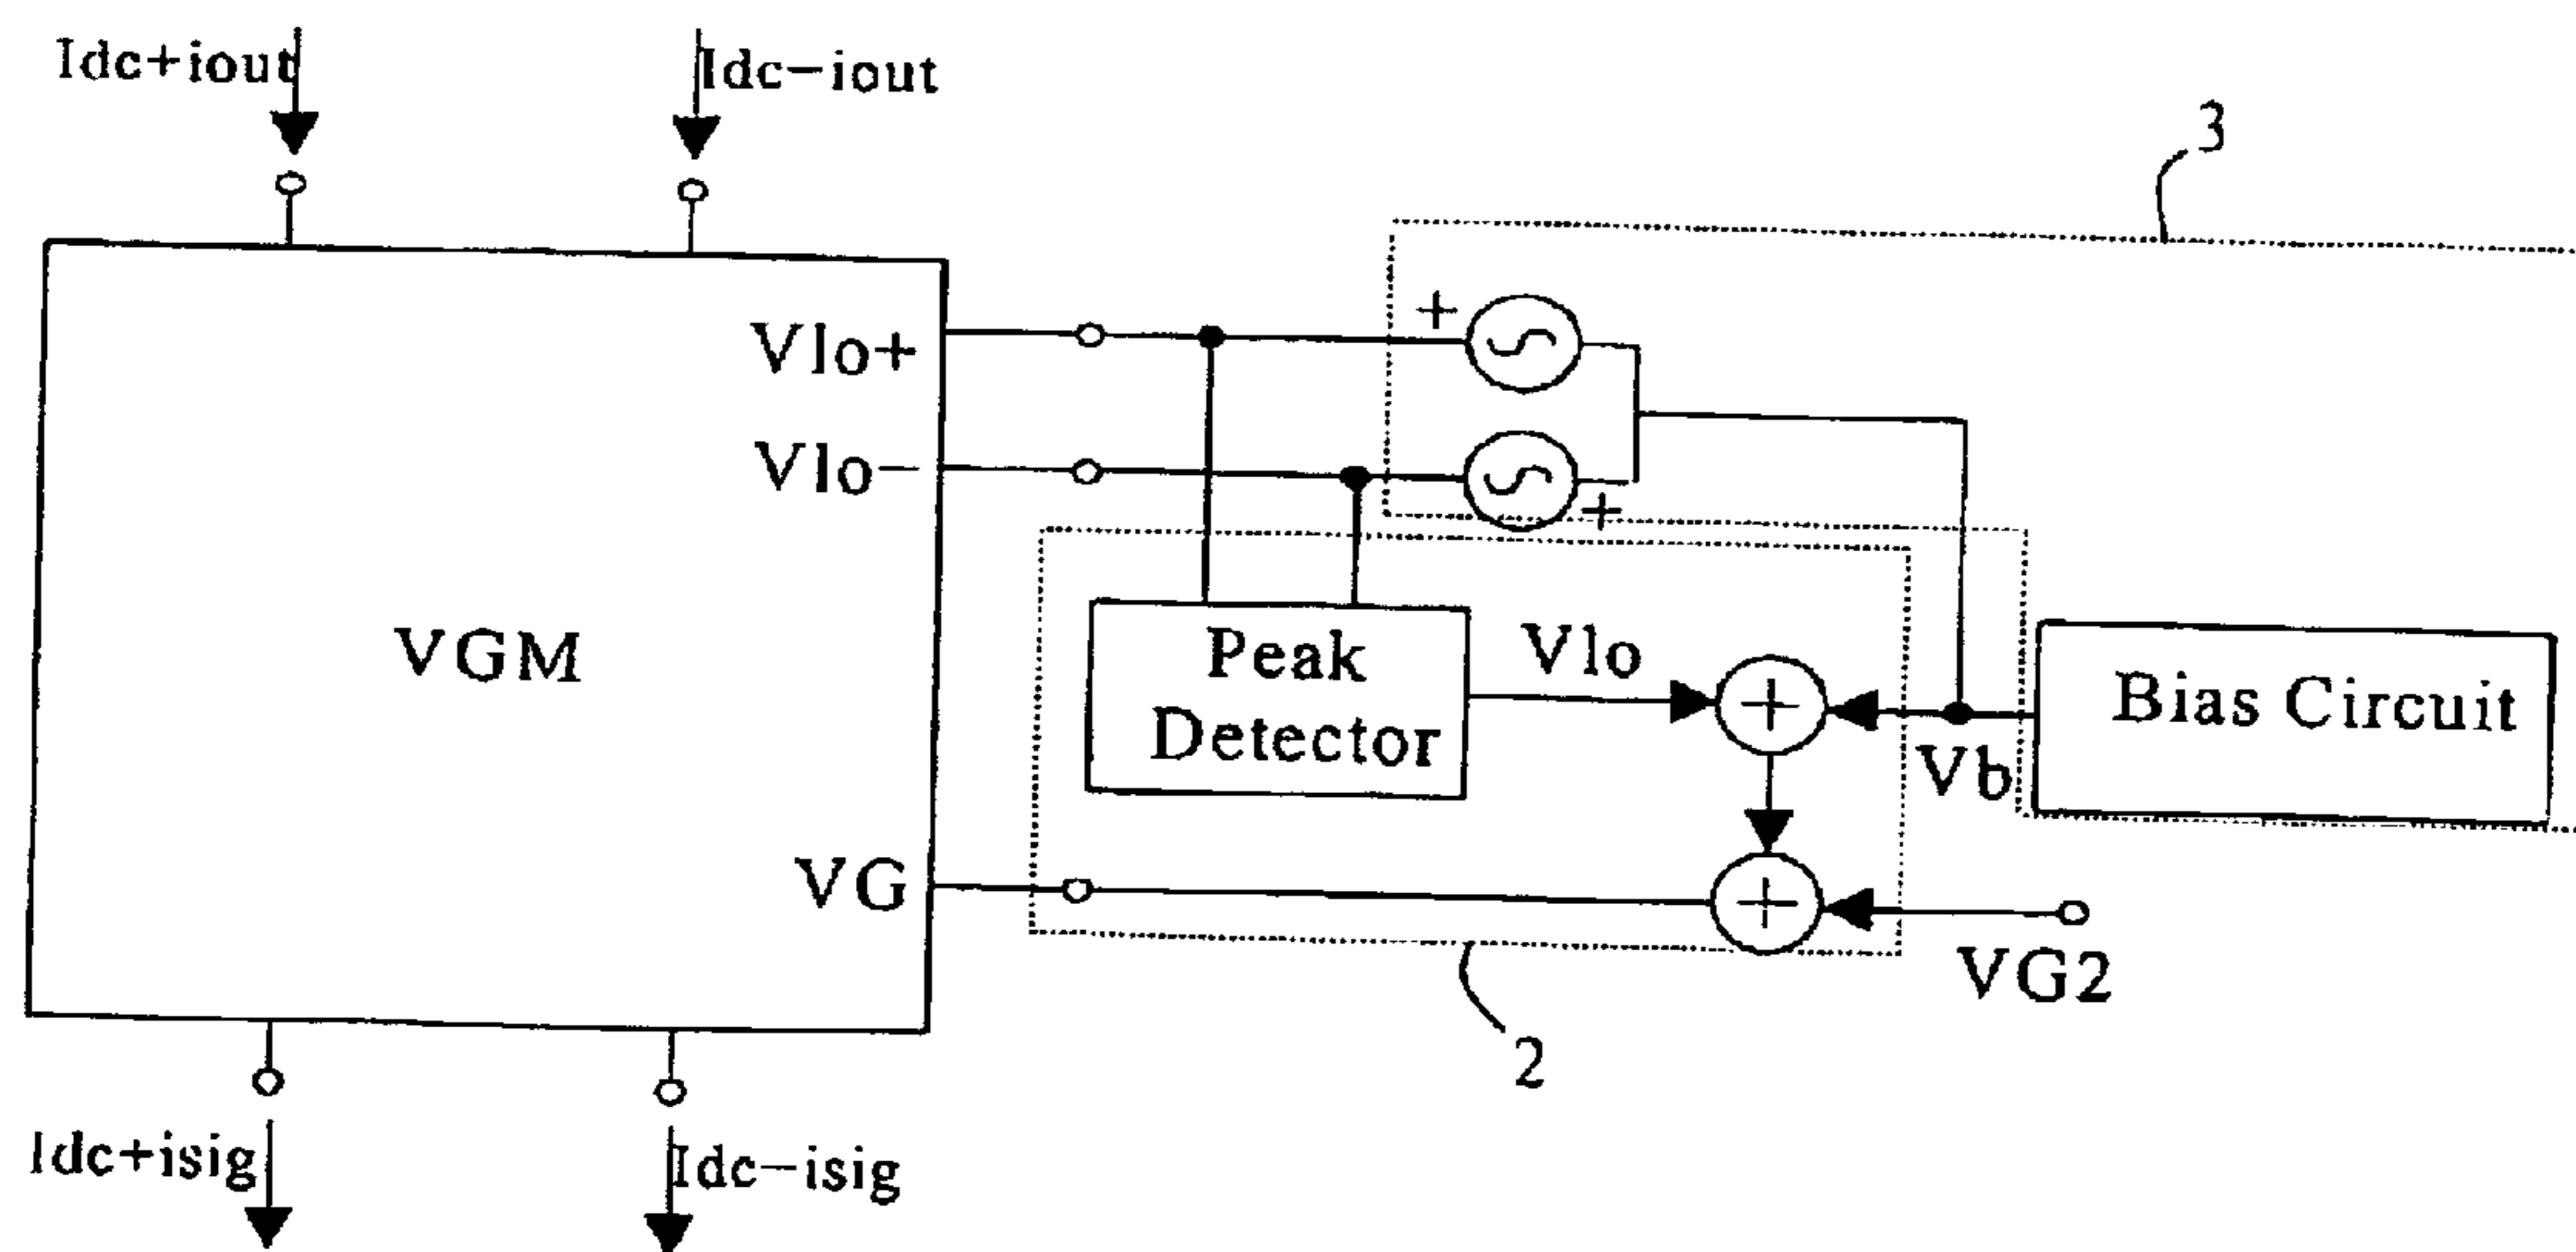 Idc+iout
Idc−iout
3
Vlo+
+
Vlo−
+
VGM
Peak
Detector
Vlo
+
Vb
Bias Circuit
VG
+
VG2
2
Idc+isig
Idc−isig